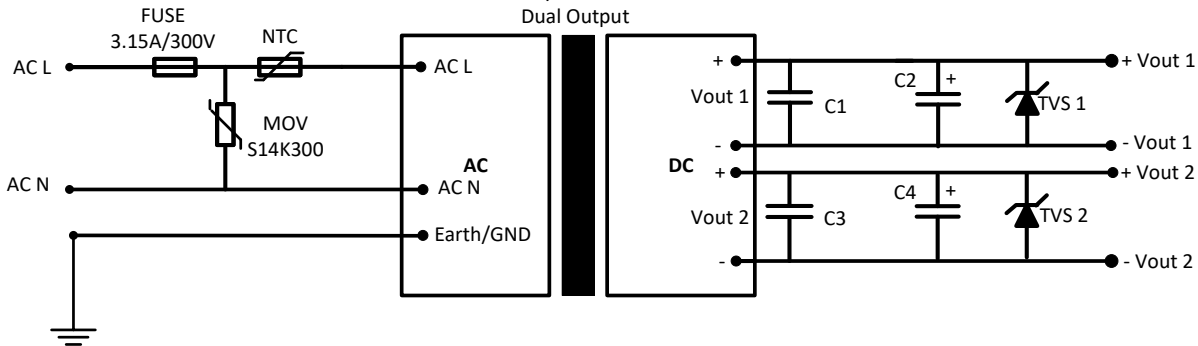 Dual Output
FUSE
3.15A/300V
NTC
AC L
AC L
MOV
S14K300
AC
AC N
AC N
Earth/GND
DC
+
Vout 1
-
+
Vout 2
-
C1
C2
+
TVS 1
+ Vout 1
- Vout 1
+ Vout 2
C3
C4
+
TVS 2
- Vout 2